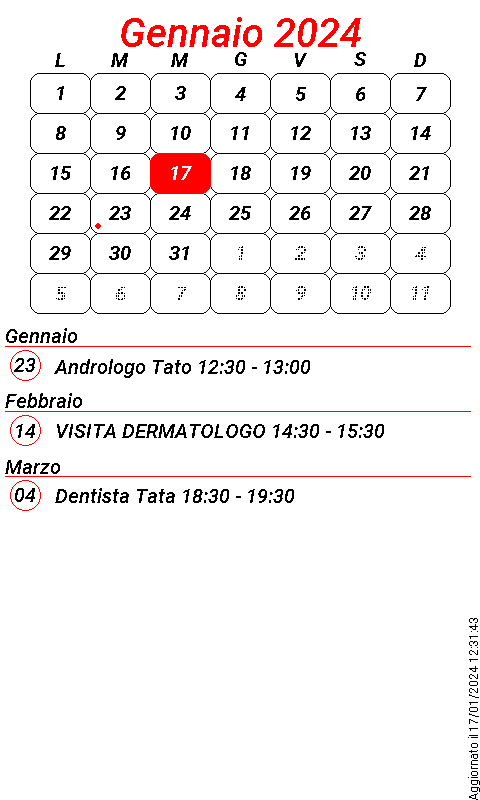 Gennaio 2024
L M M G V S D
1 2 3 4 5 6 7
8 9 10 11 12 13 14
15 16 17 18 19 20 21
22 23 24 25 26 27 28
29 30 31 1 2 3 4
5 6 7 8 9 10 11
Gennaio
23 Andrologo Tato 12:30 - 13:00
Febbraio
14 VISITA DERMATOLOGO 14:30 - 15:30
Marzo
04 Dentista Tata 18:30 - 19:30
Aggiornato il 17/01/2024 12:31:43